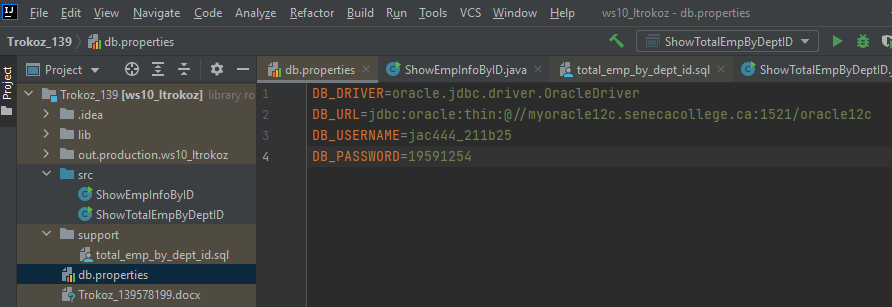 File Edit View Navigate Code Analyze Refactor Build Run Tools VCS Window Help ws10_ltrokoz - db.properties
Trokoz_139 db.properties ShowTotalEmpByDeptID
Project Project db.properties ShowEmpInfoByID.java total_emp_by_dept_id.sql ShowTotalEmpByDeptID.
Trokoz_139 [ws10_ltrokoz] library roo
.idea
lib
out.production.ws10_ltrokoz
src
ShowEmpInfoByID
ShowTotalEmpByDeptID
support
total_emp_by_dept_id.sql
db.properties
Trokoz_139578199.docx
1 DB_DRIVER=oracle.jdbc.driver.OracleDriver
2 DB_URL=jdbc:oracle:thin:@//myoracle12c.senecacollege.ca:1521/oracle12c
3 DB_USERNAME=jac444_211b25
4 DB_PASSWORD=19591254